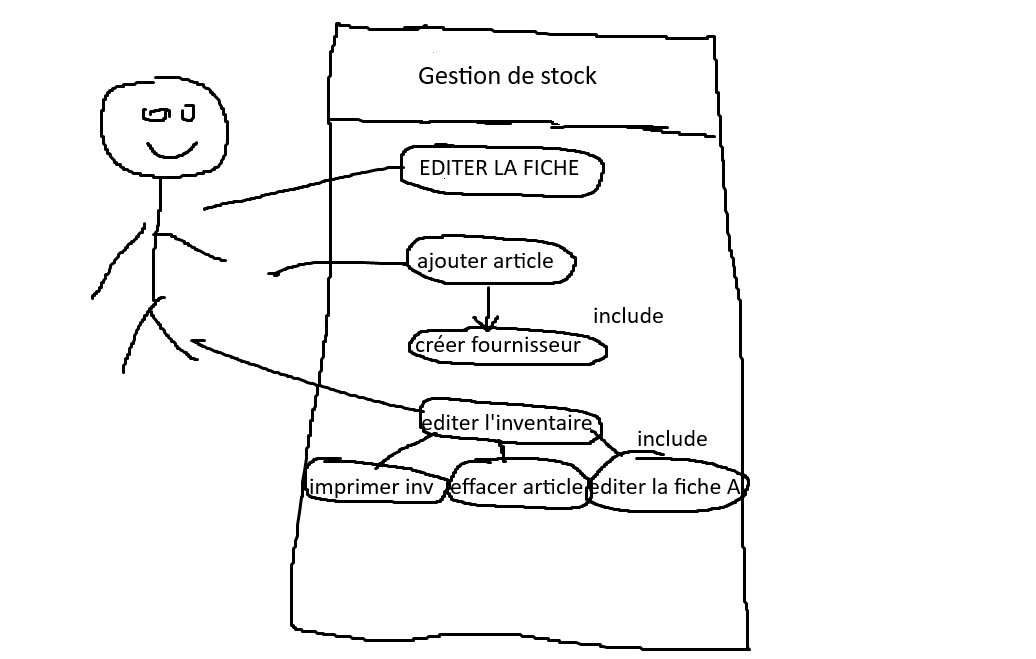 Gestion de stock
EDITER LA FICHE
ajouter article
include
créer fournisseur
editer l'inventaire
include
imprimer inv
effacer article
editer la fiche A